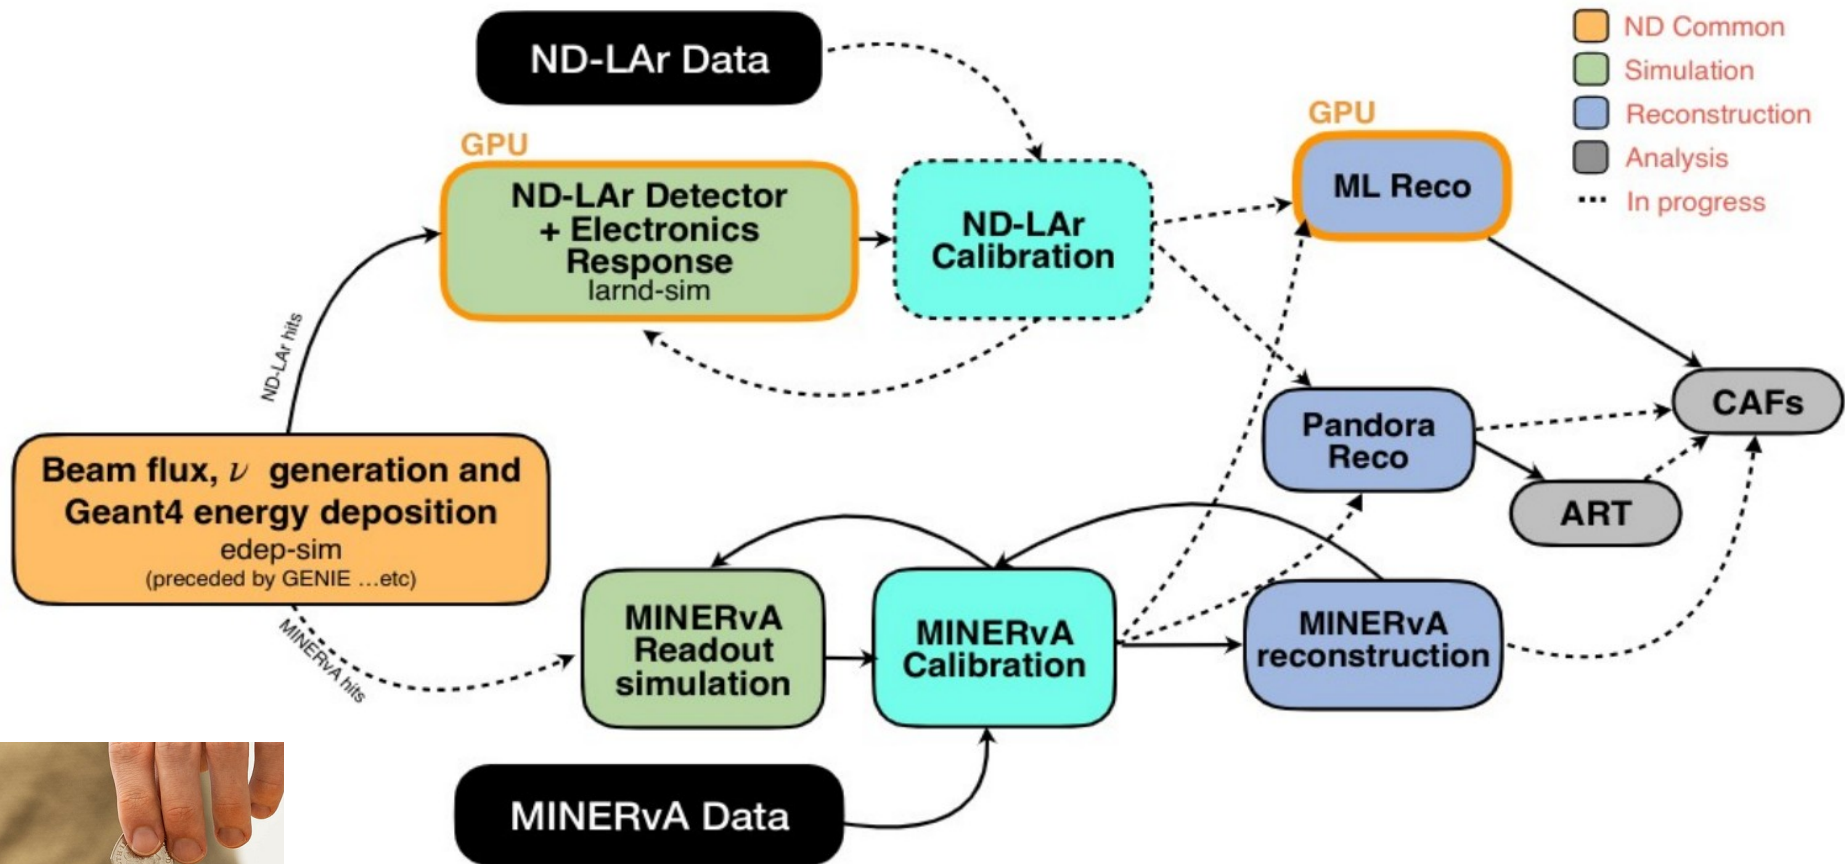 ND-LAr Data
ND Common
Simulation
Reconstruction
Analysis
In progress
GPU
ND-LAr Detector
+ Electronics
Response
larnd-sim
ND-LAr
Calibration
GPU
ML Reco
ND-LAr hits
Beam flux, ν generation and
Geant4 energy deposition
edep-sim
(preceded by GENIE ...etc)
MINERvA hits
Pandora
Reco
CAFs
ART
MINERvA
Readout
simulation
MINERvA
Calibration
MINERvA
reconstruction
MINERvA Data